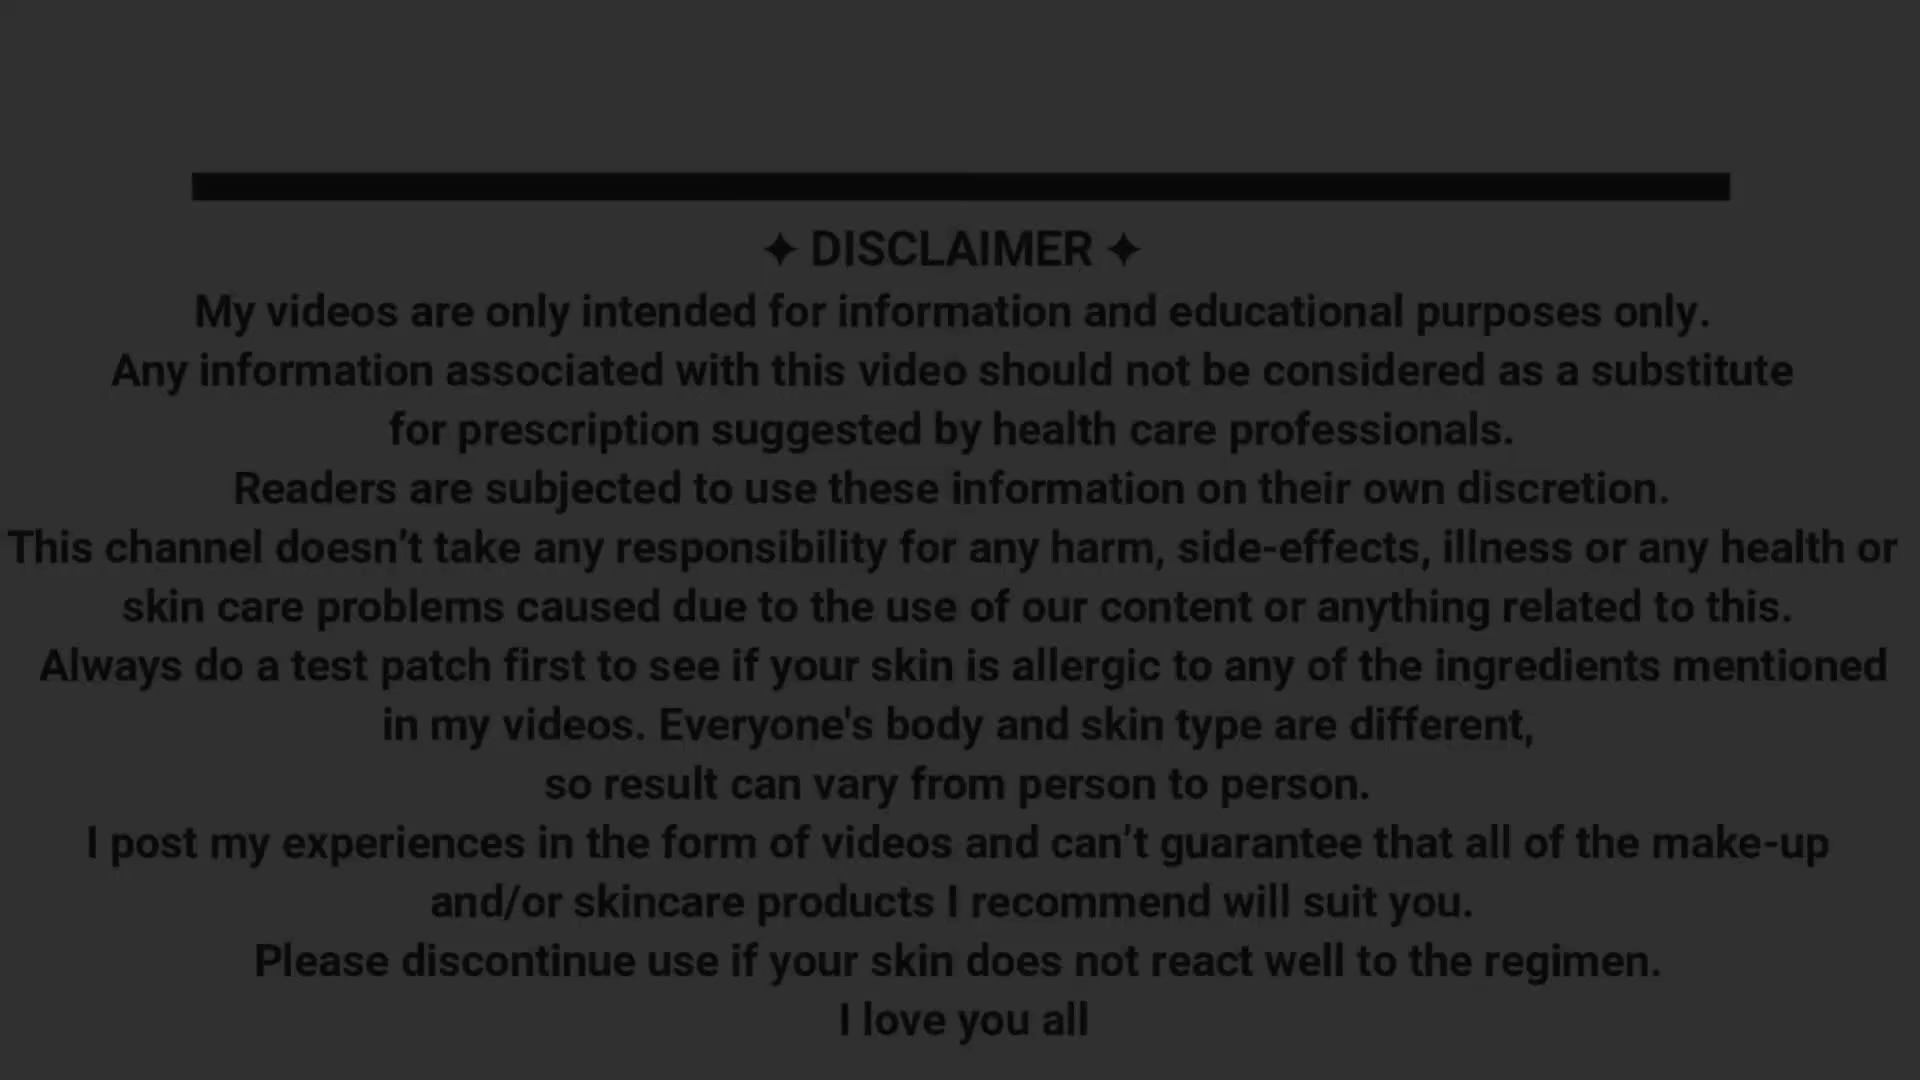 ✦ DISCLAIMER ✦
My videos are only intended for information and educational purposes only.
Any information associated with this video should not be considered as a substitute
for prescription suggested by health care professionals.
Readers are subjected to use these information on their own discretion.
This channel doesn’t take any responsibility for any harm, side-effects, illness or any health or
skin care problems caused due to the use of our content or anything related to this.
Always do a test patch first to see if your skin is allergic to any of the ingredients mentioned
in my videos. Everyone's body and skin type are different,
so result can vary from person to person.
I post my experiences in the form of videos and can’t guarantee that all of the make-up
and/or skincare products I recommend will suit you.
Please discontinue use if your skin does not react well to the regimen.
I love you all